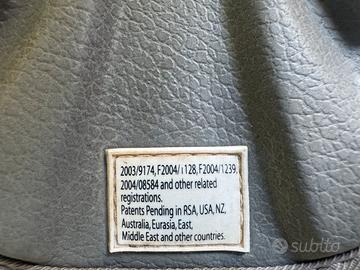 2003/9174, F2004/1128, F2004/1239,
2004/08584 and other related
registrations.
Patents Pending in RSA, USA, NZ,
Australia, Eurasia, East,
Middle East and other countries.
subito